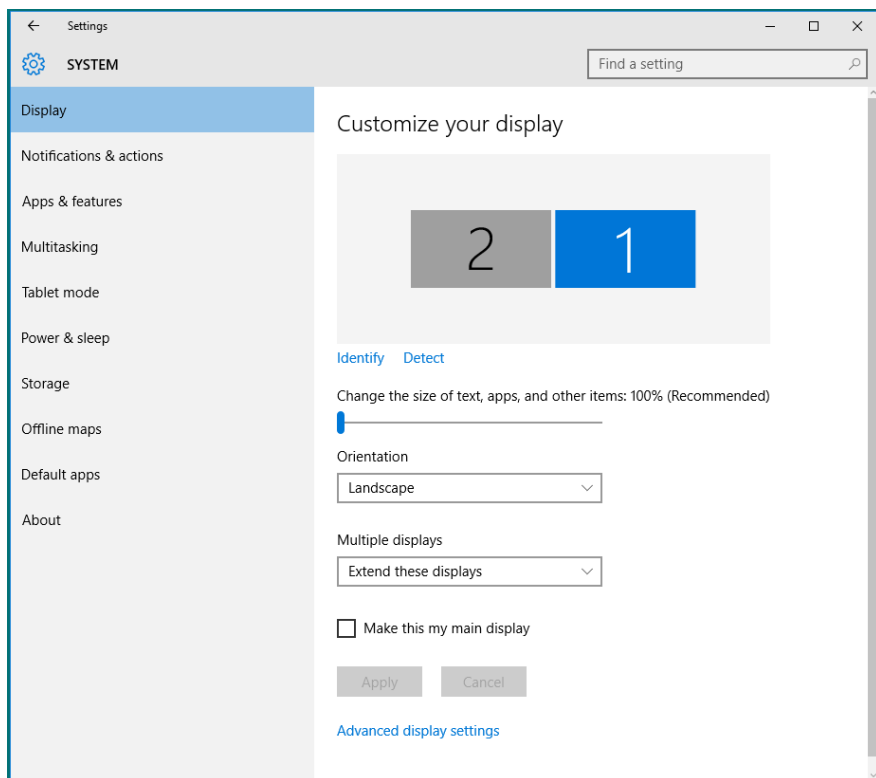 Settings
SYSTEM
Find a setting
Display
Notifications & actions
Apps & features
Multitasking
Tablet mode
Power & sleep
Storage
Offline maps
Default apps
About
Customize your display
2 1
Identify Detect
Change the size of text, apps, and other items: 100% (Recommended)
Orientation
Landscape
Multiple displays
Extend these displays
Make this my main display
Apply Cancel
Advanced display settings